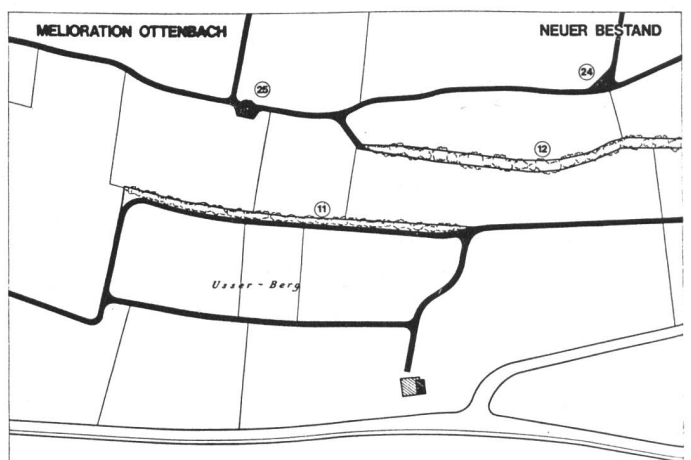 MELIORATION OTTENBACH
NEUER BESTAND
25
24
12
11
Usser - Berg